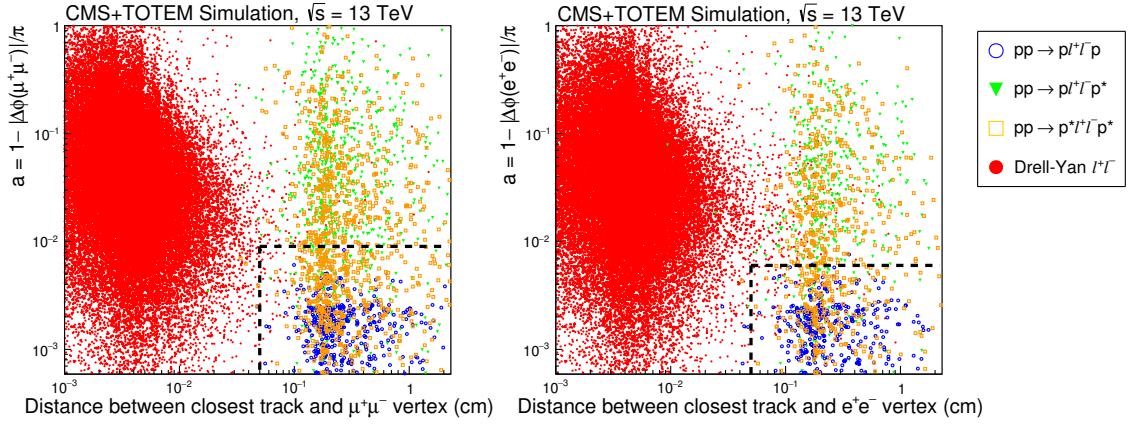 CMS+TOTEM Simulation, √s = 13 TeV
a = 1 − |Δϕ(μ⁺μ⁻)|/π
1
10⁻¹
10⁻²
10⁻³
10⁻³ 10⁻² 10⁻¹ 1
Distance between closest track and μ⁺μ⁻ vertex (cm)
CMS+TOTEM Simulation, √s = 13 TeV
a = 1 − |Δϕ(e⁺e⁻)|/π
1
10⁻¹
10⁻²
10⁻³
10⁻³ 10⁻² 10⁻¹ 1
Distance between closest track and e⁺e⁻ vertex (cm)
pp → pl⁺l⁻p
pp → pl⁺l⁻p*
pp → p*l⁺l⁻p*
Drell-Yan l⁺l⁻